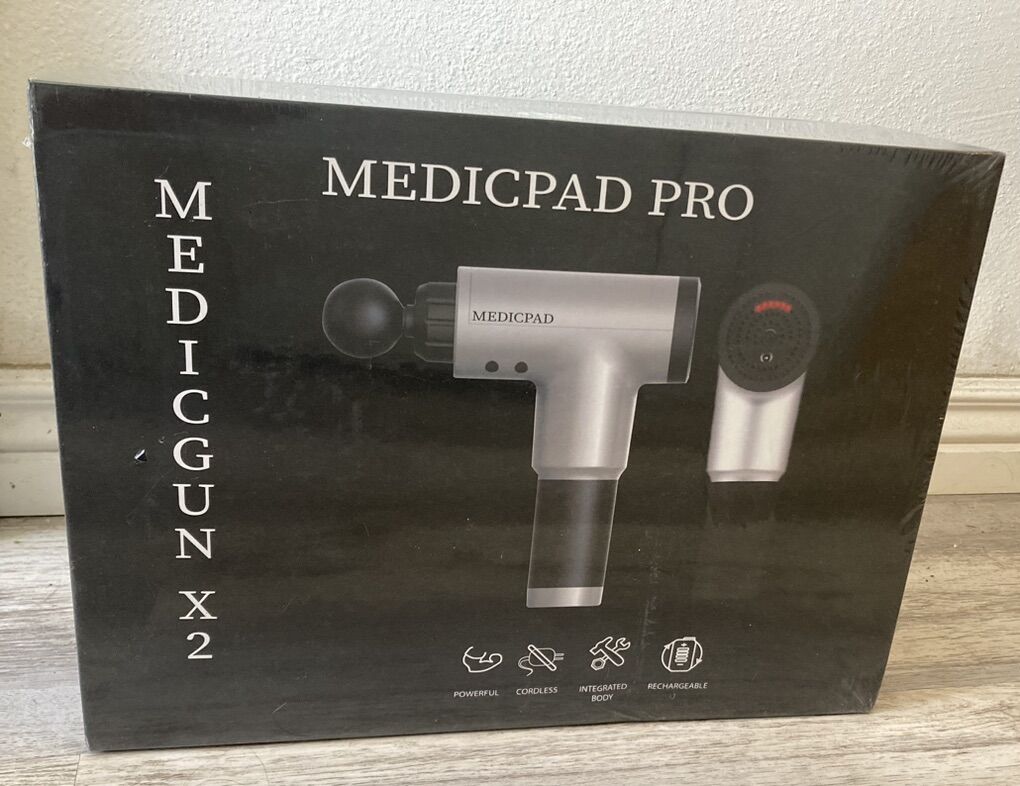 MEDICPAD PRO
MEDICGUN X2
MEDICPAD
POWERFUL
CORDLESS
INTEGRATED
BODY
RECHARGEABLE